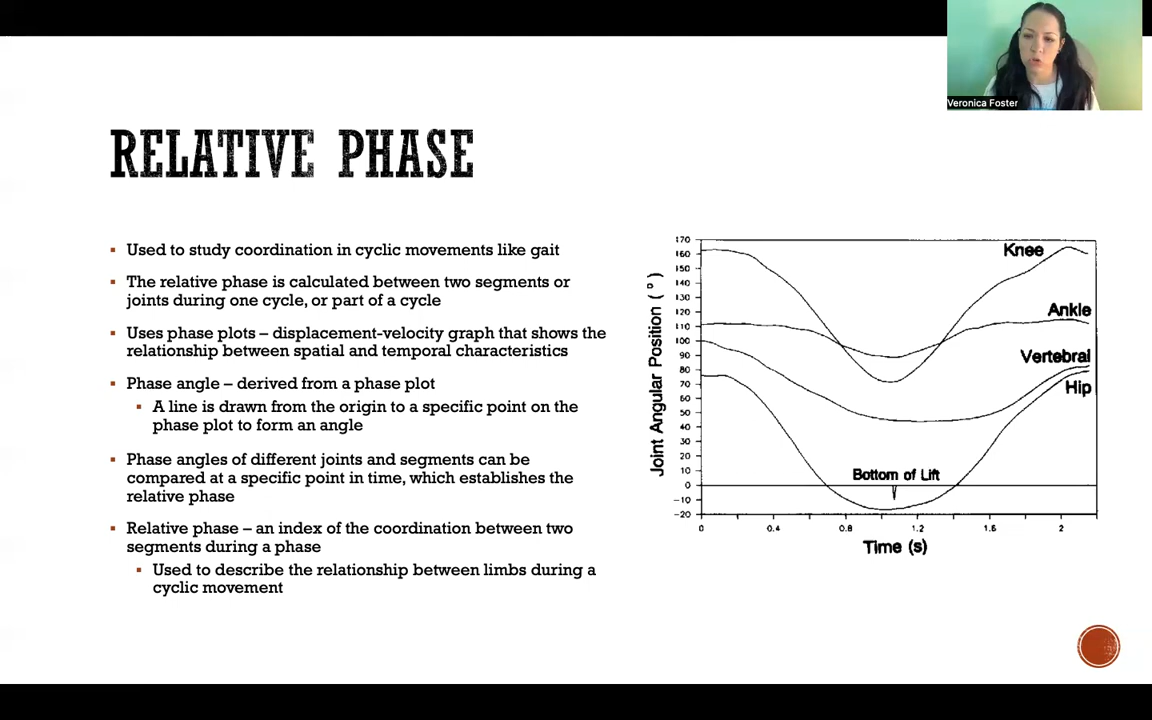 Veronica Foster
RELATIVE PHASE
▪ Used to study coordination in cyclic movements like gait
▪ The relative phase is calculated between two segments or
joints during one cycle, or part of a cycle
▪ Uses phase plots – displacement-velocity graph that shows the
relationship between spatial and temporal characteristics
▪ Phase angle – derived from a phase plot
▪ A line is drawn from the origin to a specific point on the
phase plot to form an angle
▪ Phase angles of different joints and segments can be
compared at a specific point in time, which establishes the
relative phase
▪ Relative phase – an index of the coordination between two
segments during a phase
▪ Used to describe the relationship between limbs during a
cyclic movement
Joint Angular Position (°)
170
160
150
140
130
120
110
100
90
80
70
60
50
40
30
20
10
0
-10
-20
Knee
Ankle
Vertebral
Hip
Bottom of Lift
0 0.4 0.8 1.2 1.6 2
Time (s)